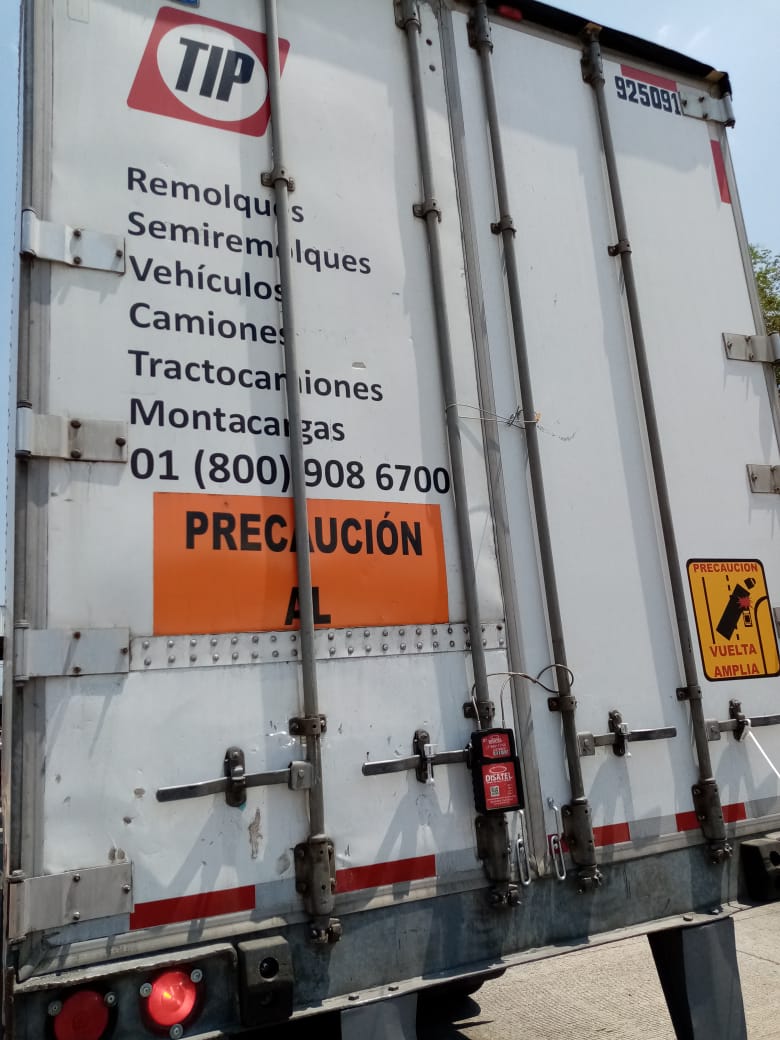 TIP
925091
Remolques
Semiremolques
Vehículos
Camiones
Tractocamiones
Montacargas
01 (800) 908 6700
PRECAUCIÓN
AL
PRECAUCION
VUELTA
AMPLIA
DISATEL